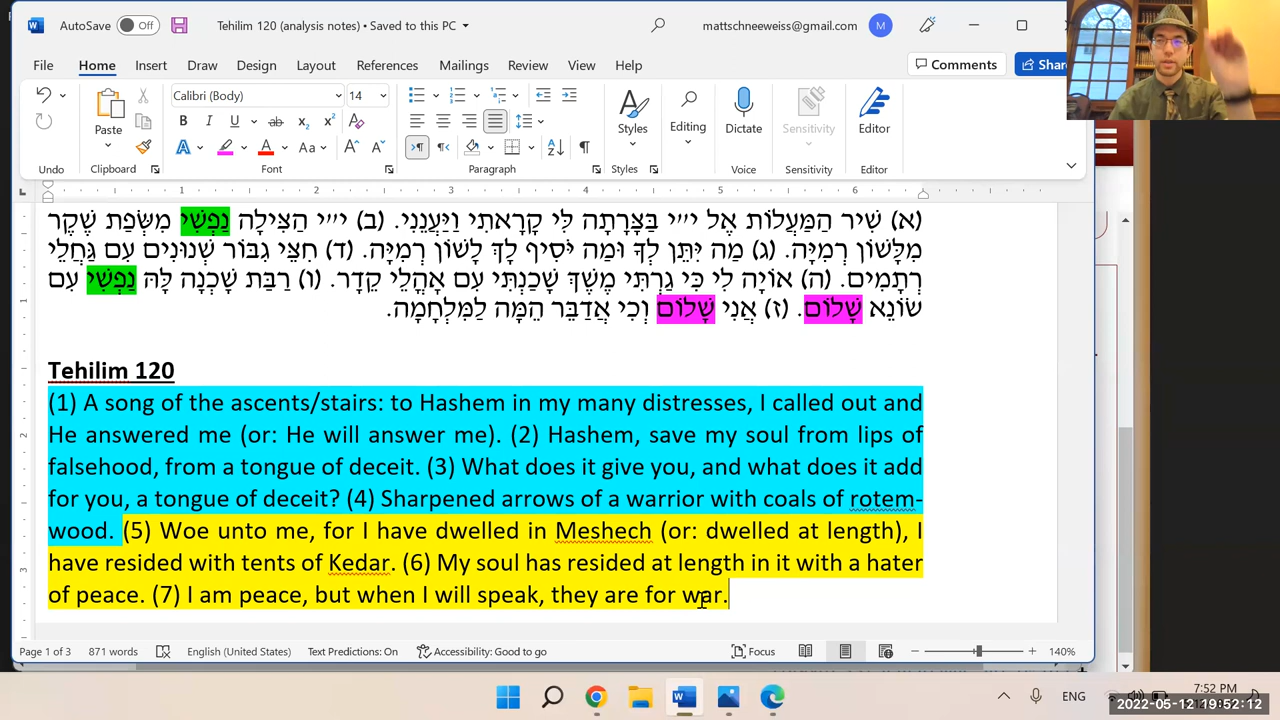 AutoSave Off Tehilim 120 (analysis notes) • Saved to this PC mattschneeweiss@gmail.com M
File Home Insert Draw Design Layout References Mailings Review View Help Comments Shar
Calibri (Body) 14
Paste Styles Editing Dictate Sensitivity Editor
Undo Clipboard Font Paragraph Styles Voice Sensitivity Editor
1 2 3 4 5 6
(א) שִׁיר הַמַּעֲלוֹת אֶל י״י בַּצָּרָתָה לִּי קָרָאתִי וַיַּעֲנֵנִי. (ב) י״י הַצִּילָה נַפְשִׁי מִשְּׂפַת שֶׁקֶר
מִלָּשׁוֹן רְמִיָּה. (ג) מַה יִּתֵּן לְךָ וּמַה יֹּסִיף לָךְ לָשׁוֹן רְמִיָּה. (ד) חִצֵּי גִבּוֹר שְׁנוּנִים עִם גַּחֲלֵי
רְתָמִים. (ה) אוֹיָה לִי כִּי גַרְתִּי מֶשֶׁךְ שָׁכַנְתִּי עִם אׇהֳלֵי קֵדָר. (ו) רַבַּת שָׁכְנָה לָּהּ נַפְשִׁי עִם
שׂוֹנֵא שָׁלוֹם. (ז) אֲנִי שָׁלוֹם וְכִי אֲדַבֵּר הֵמָּה לַמִּלְחָמָה.
Tehilim 120
(1) A song of the ascents/stairs: to Hashem in my many distresses, I called out and
He answered me (or: He will answer me). (2) Hashem, save my soul from lips of
falsehood, from a tongue of deceit. (3) What does it give you, and what does it add
for you, a tongue of deceit? (4) Sharpened arrows of a warrior with coals of rotem-
wood. (5) Woe unto me, for I have dwelled in Meshech (or: dwelled at length), I
have resided with tents of Kedar. (6) My soul has resided at length in it with a hater
of peace. (7) I am peace, but when I will speak, they are for war.
Page 1 of 3 871 words English (United States) Text Predictions: On Accessibility: Good to go Focus 140%
ENG 7:52 PM
2022-05-12 19:52:12